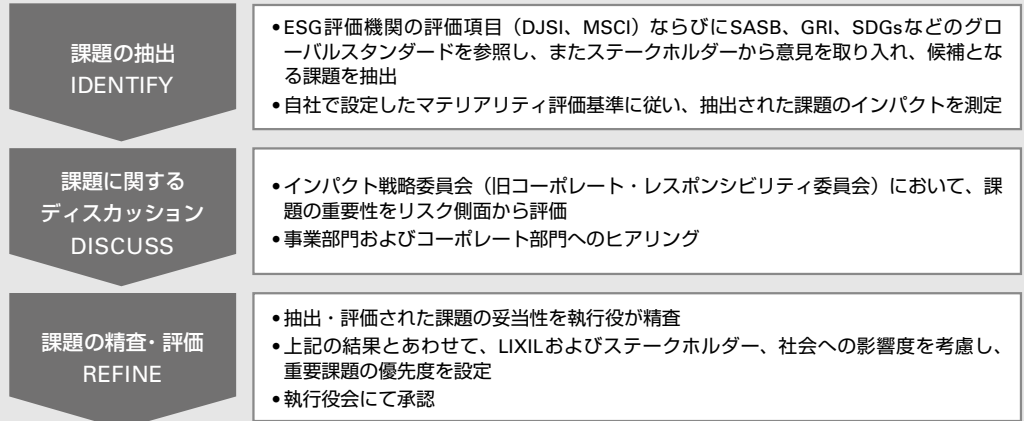 課題の抽出
IDENTIFY
•ESG評価機関の評価項目（DJSI、MSCI）ならびにSASB、GRI、SDGsなどのグロ
ーバルスタンダードを参照し、またステークホルダーから意見を取り入れ、候補とな
る課題を抽出
•自社で設定したマテリアリティ評価基準に従い、抽出された課題のインパクトを測定
課題に関する
ディスカッション
DISCUSS
•インパクト戦略委員会（旧コーポレート・レスポンシビリティ委員会）において、課
題の重要性をリスク側面から評価
•事業部門およびコーポレート部門へのヒアリング
課題の精査・評価
REFINE
•抽出・評価された課題の妥当性を執行役が精査
•上記の結果とあわせて、LIXILおよびステークホルダー、社会への影響度を考慮し、
重要課題の優先度を設定
•執行役会にて承認